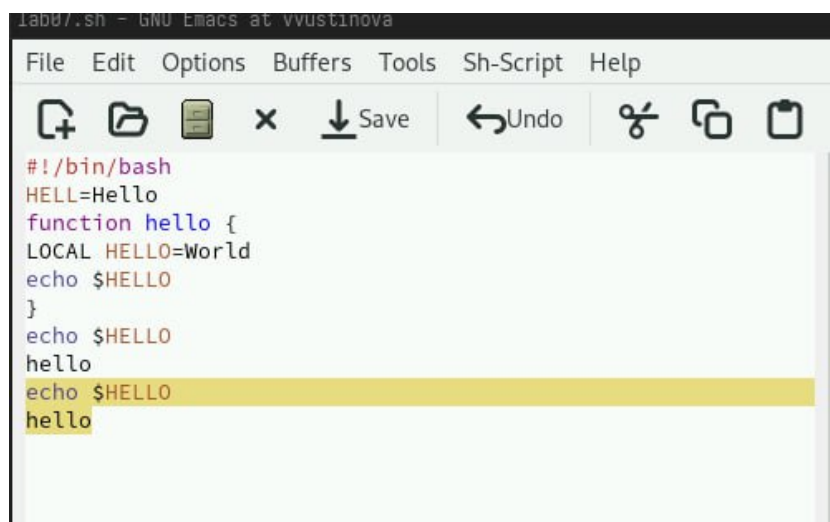 lab07.sh - GNU Emacs at vvustinova
File Edit Options Buffers Tools Sh-Script Help
Save Undo
#!/bin/bash
HELL=Hello
function hello {
LOCAL HELLO=World
echo $HELLO
}
echo $HELLO
hello
echo $HELLO
hello